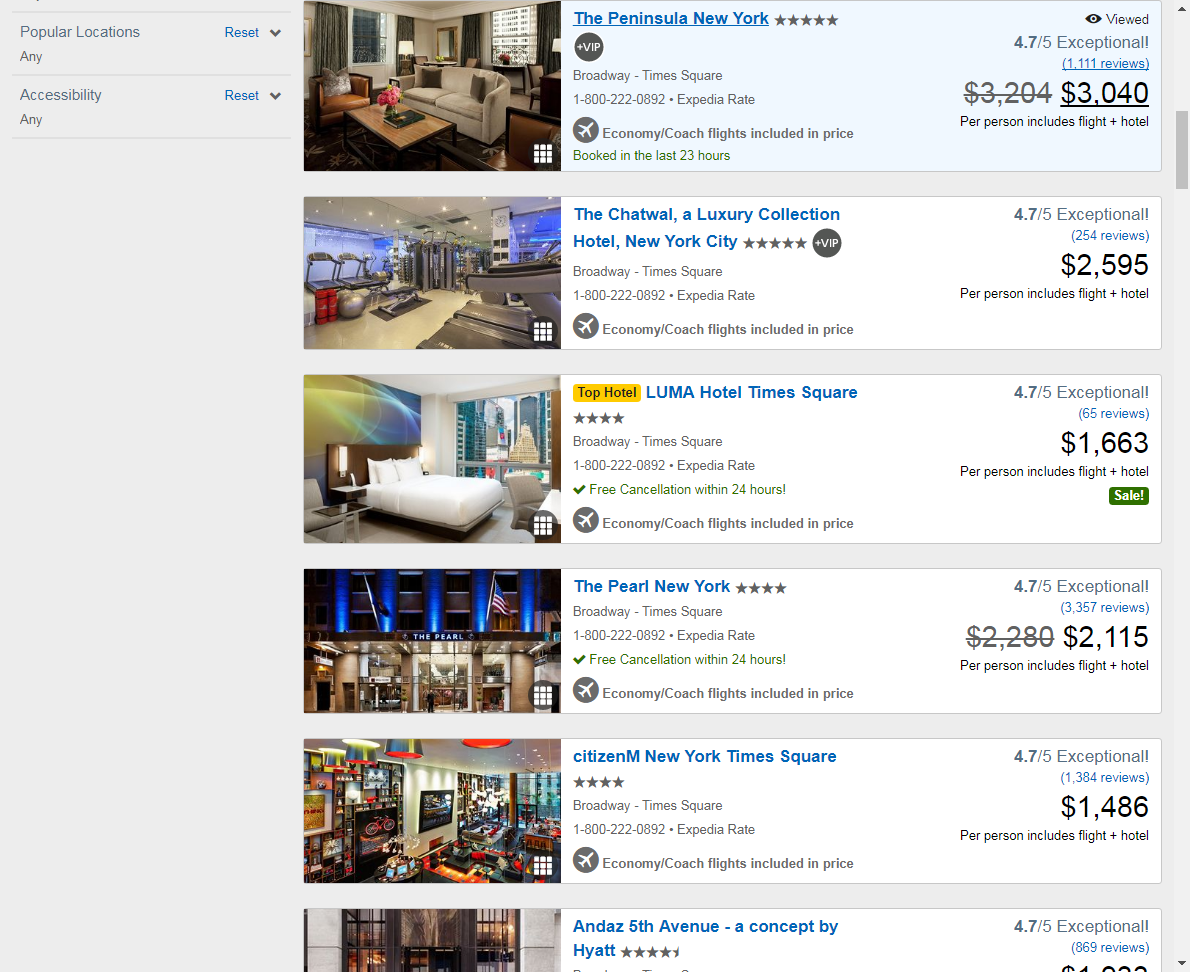 Popular Locations Reset
Any
Accessibility Reset
Any
The Peninsula New York
Viewed
+VIP
4.7/5 Exceptional!
(1,111 reviews)
Broadway - Times Square
$3,204 $3,040
1-800-222-0892 • Expedia Rate
Per person includes flight + hotel
Economy/Coach flights included in price
Booked in the last 23 hours
The Chatwal, a Luxury Collection
Hotel, New York City +VIP
4.7/5 Exceptional!
(254 reviews)
$2,595
Broadway - Times Square
1-800-222-0892 • Expedia Rate
Per person includes flight + hotel
Economy/Coach flights included in price
Top Hotel LUMA Hotel Times Square
4.7/5 Exceptional!
(65 reviews)
$1,663
Broadway - Times Square
1-800-222-0892 • Expedia Rate
Per person includes flight + hotel
Free Cancellation within 24 hours!
Sale!
Economy/Coach flights included in price
THE PEARL
The Pearl New York
4.7/5 Exceptional!
(3,357 reviews)
Broadway - Times Square
$2,280 $2,115
1-800-222-0892 • Expedia Rate
Per person includes flight + hotel
Free Cancellation within 24 hours!
Economy/Coach flights included in price
citizenM New York Times Square
4.7/5 Exceptional!
(1,384 reviews)
$1,486
Broadway - Times Square
1-800-222-0892 • Expedia Rate
Per person includes flight + hotel
Economy/Coach flights included in price
Andaz 5th Avenue - a concept by
Hyatt
4.7/5 Exceptional!
(869 reviews)